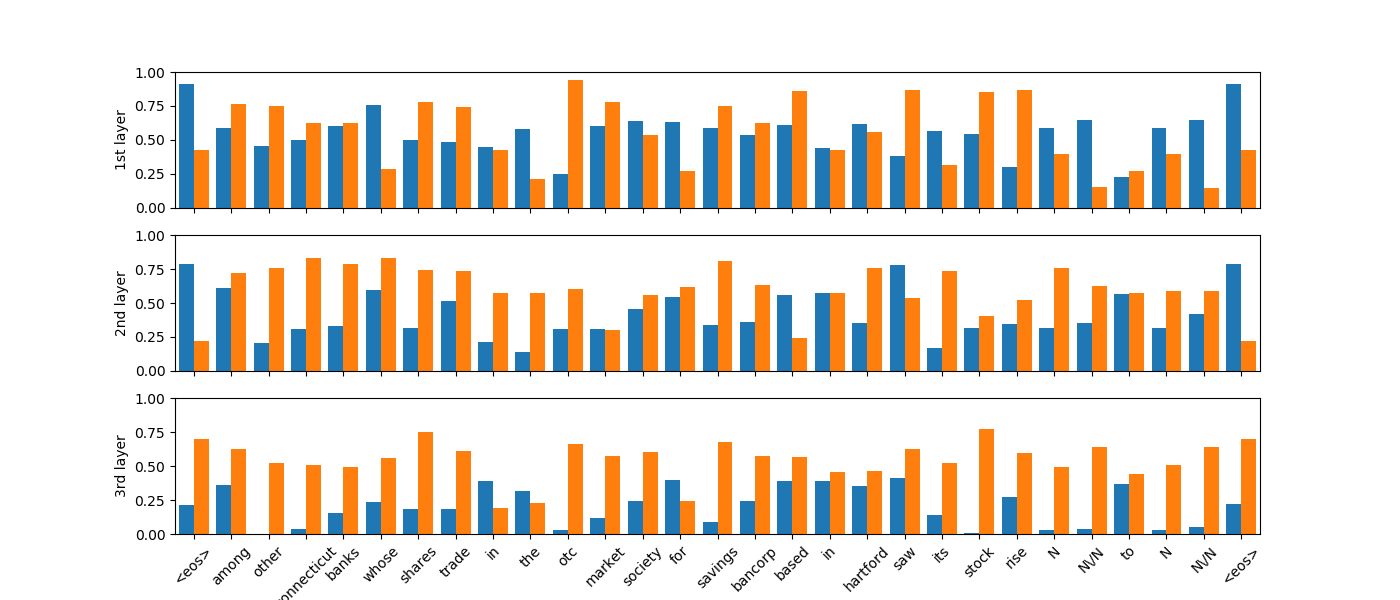 1.00
0.75
0.50
0.25
0.00
1st layer
1.00
0.75
0.50
0.25
0.00
2nd layer
1.00
0.75
0.50
0.25
0.00
3rd layer
<eos>
among
other
onnecticut
banks
whose
shares
trade
in
the
otc
market
society
for
savings
bancorp
based
in
hartford
saw
its
stock
rise
N
N\/N
to
N
N\/N
<eos>